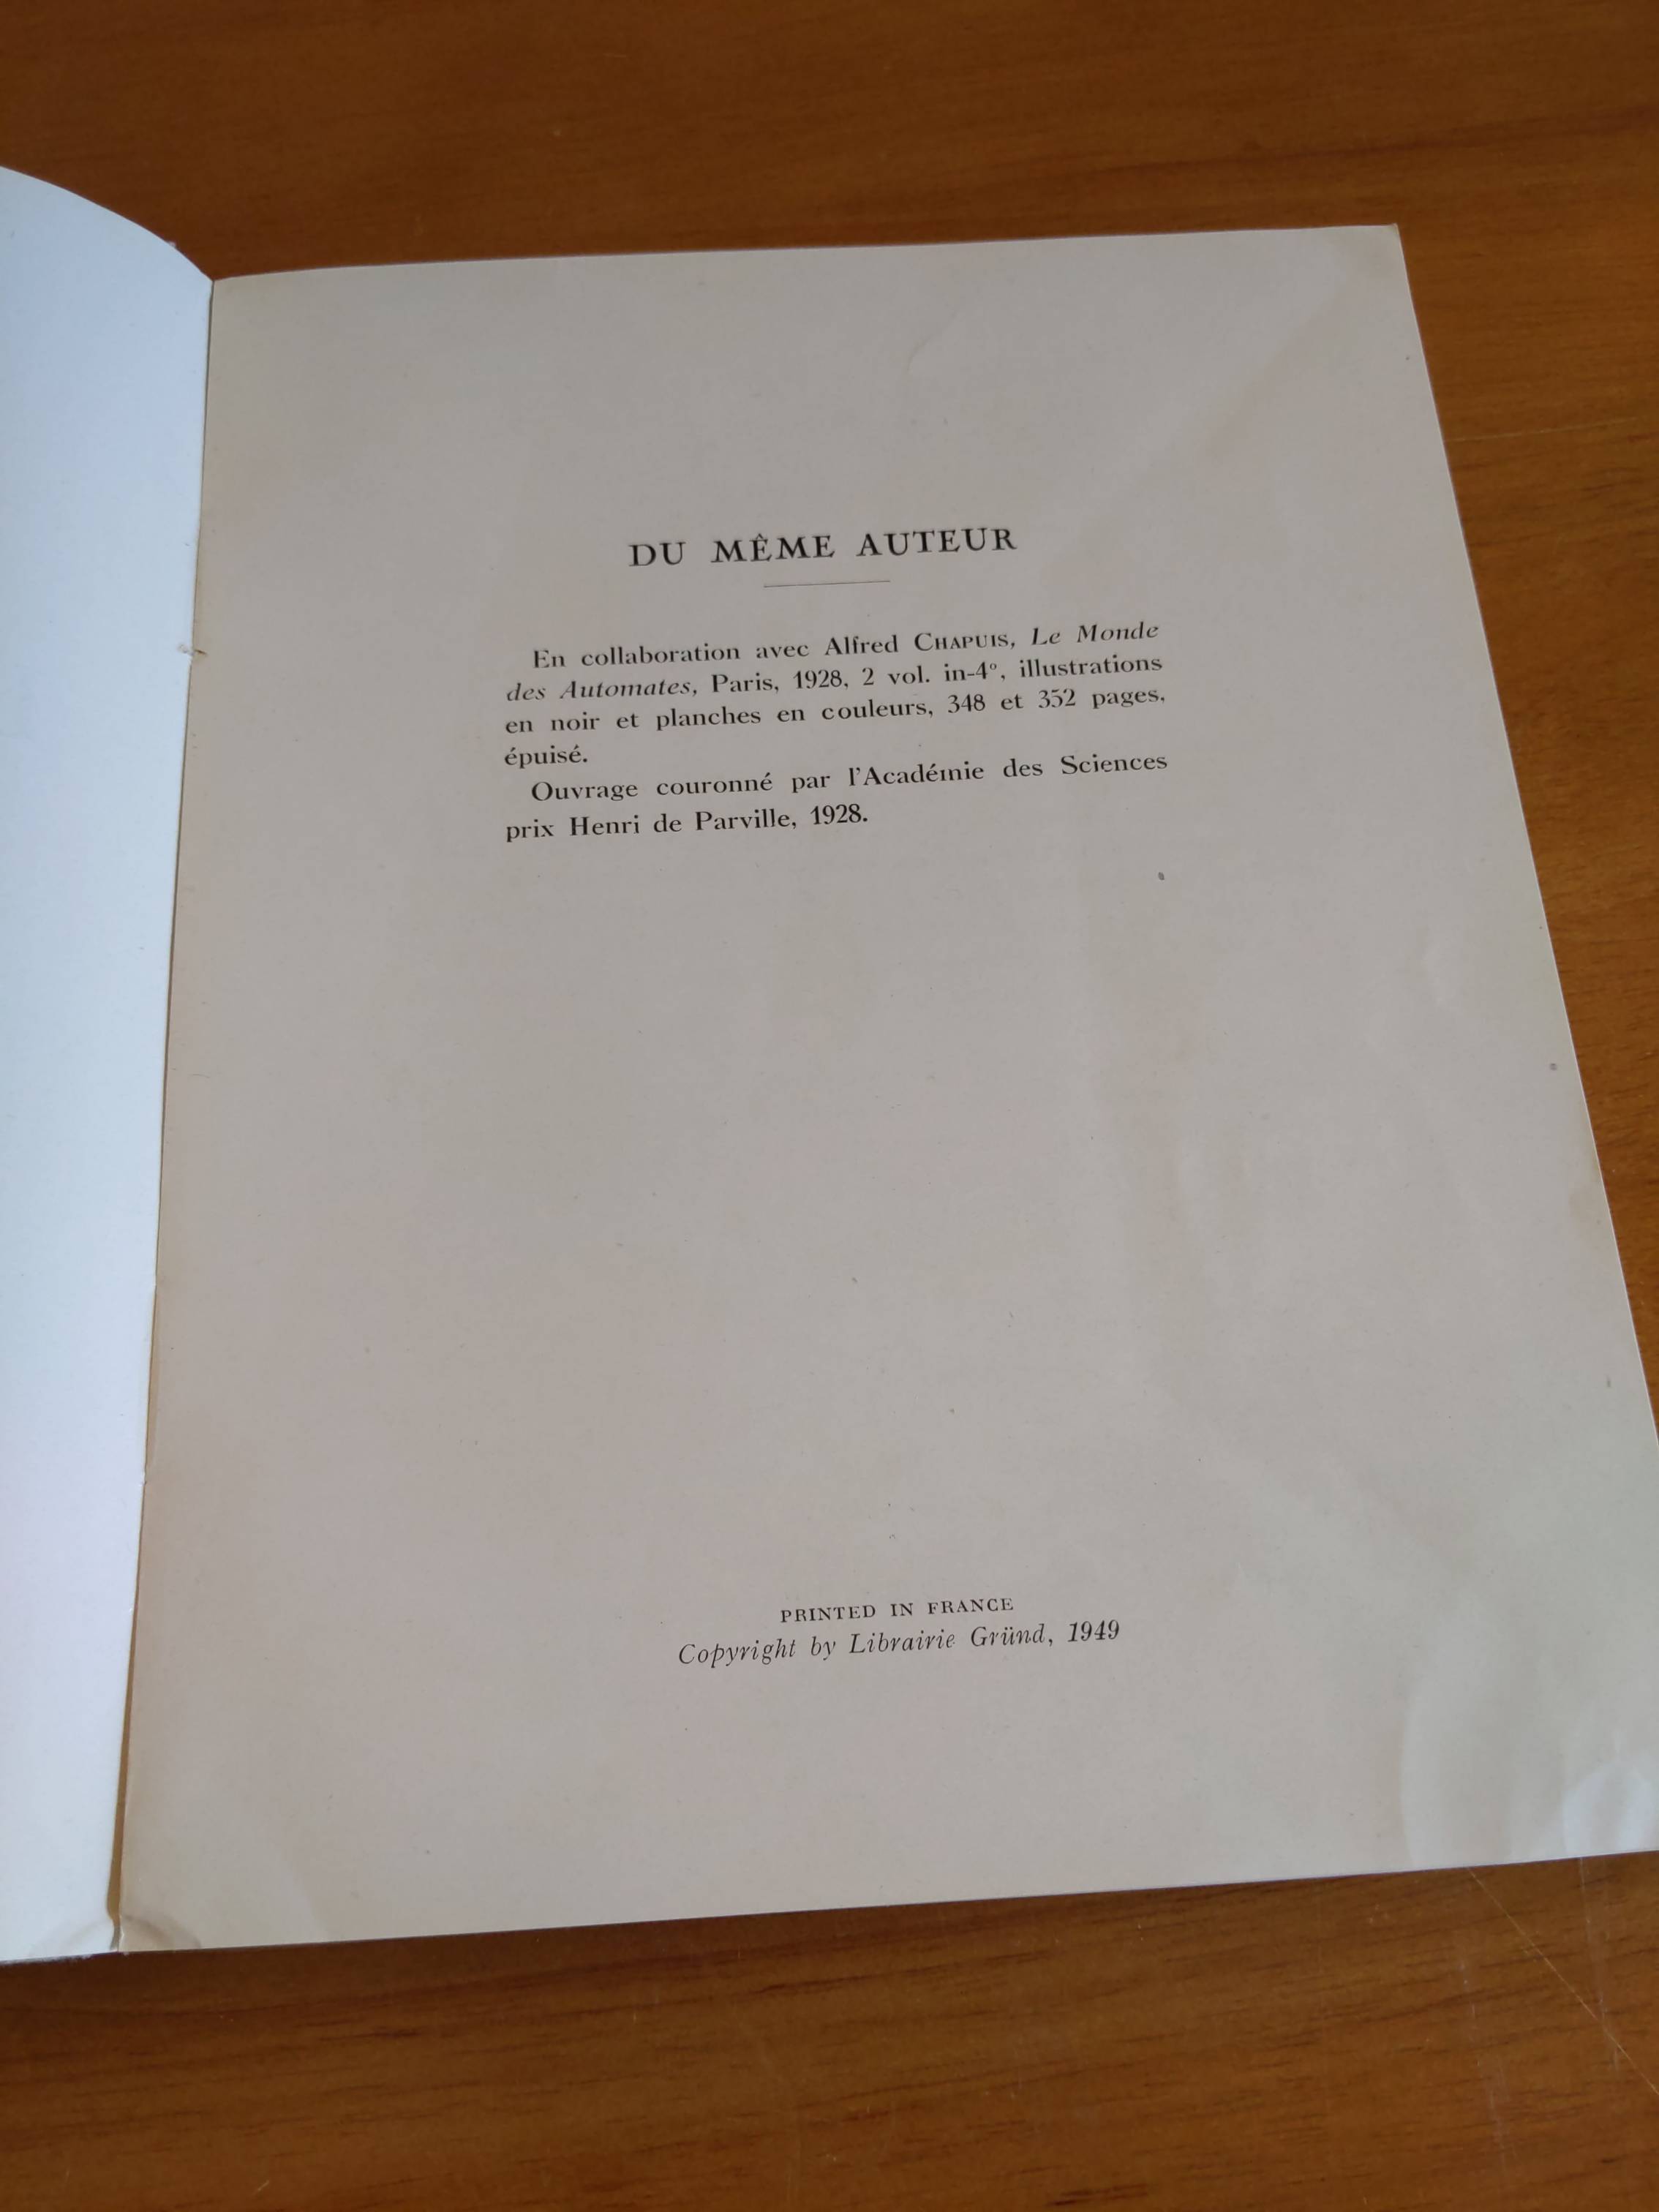 DU MÊME AUTEUR
En collaboration avec Alfred CHAPUIS, Le Monde
des Automates, Paris, 1928, 2 vol. in-4º, illustrations
en noir et planches en couleurs, 348 et 352 pages,
épuisé.
Ouvrage couronné par l'Académie des Sciences
prix Henri de Parville, 1928.
PRINTED IN FRANCE
Copyright by Librairie Gründ, 1949